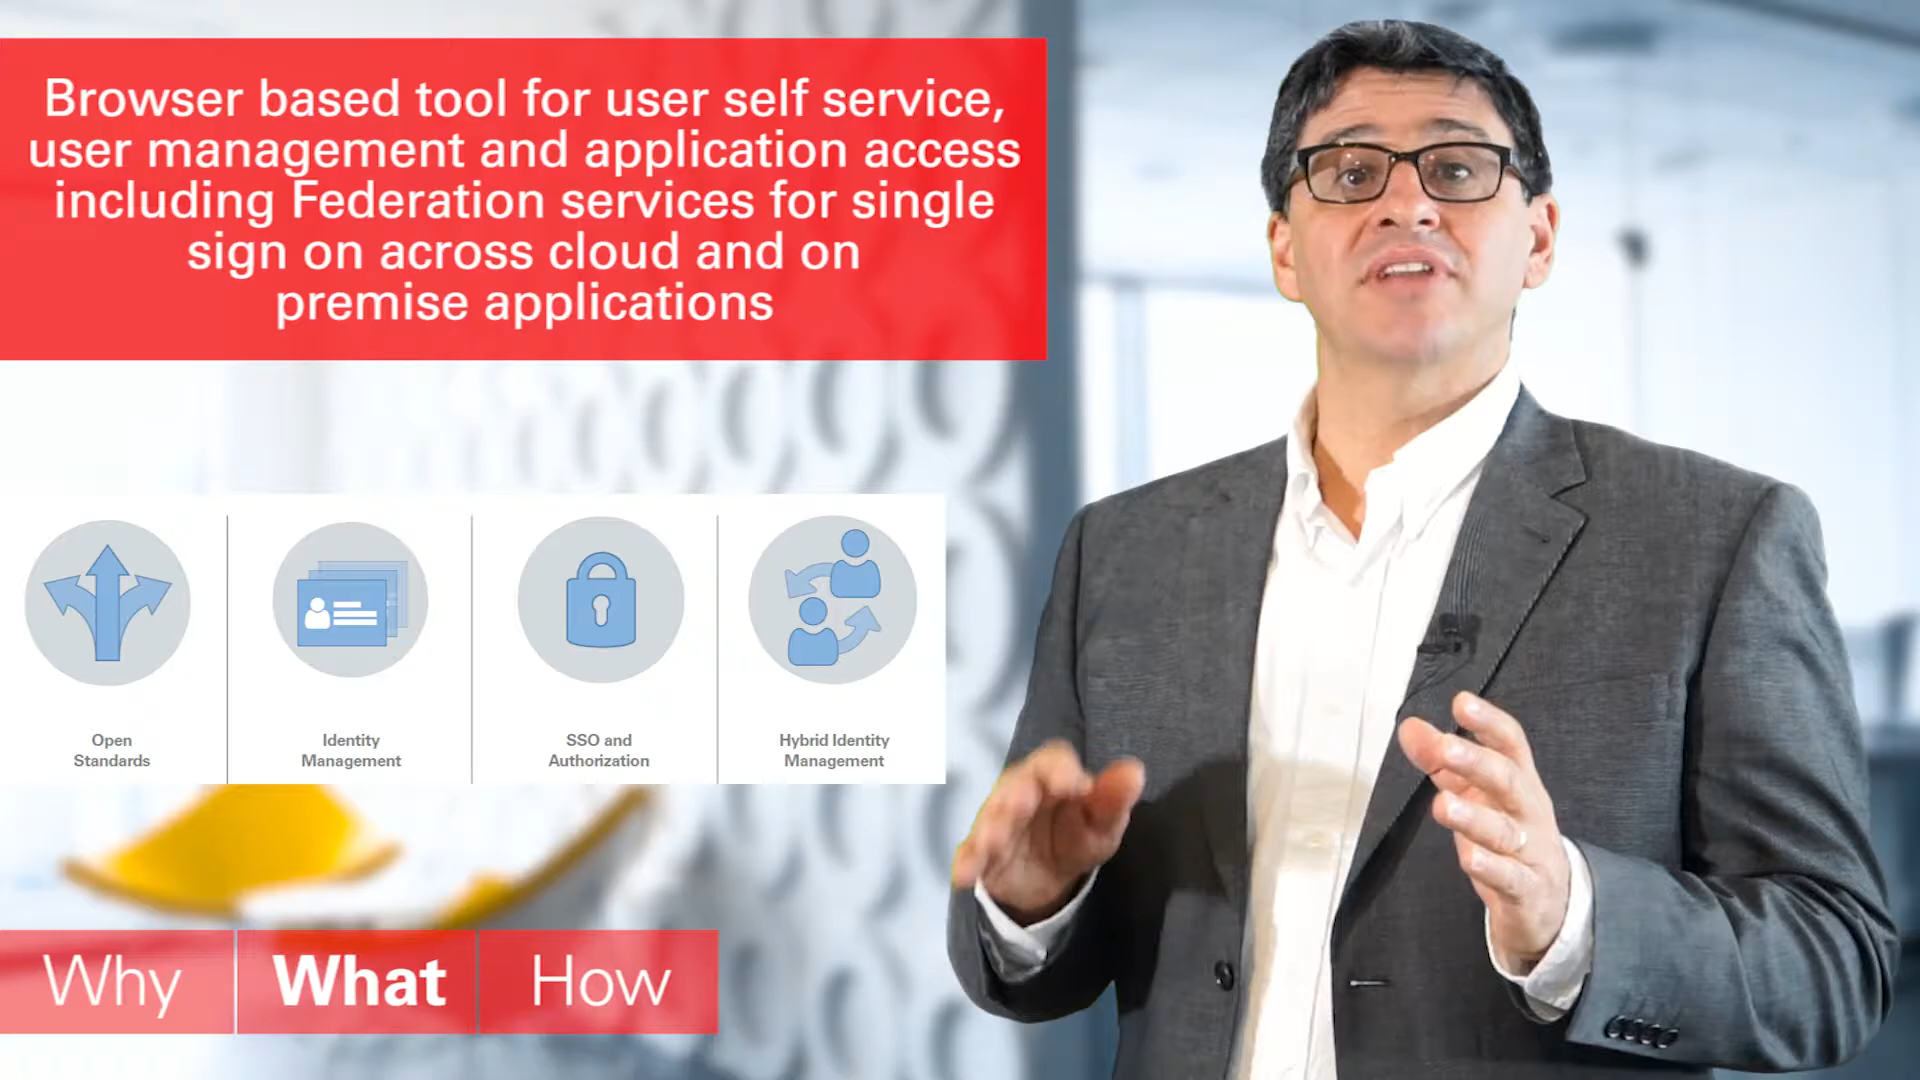 Browser based tool for user self service,
user management and application access
including Federation services for single
sign on across cloud and on
premise applications
Open
Standards
Identity
Management
SSO and
Authorization
Hybrid Identity
Management
Why
What
How